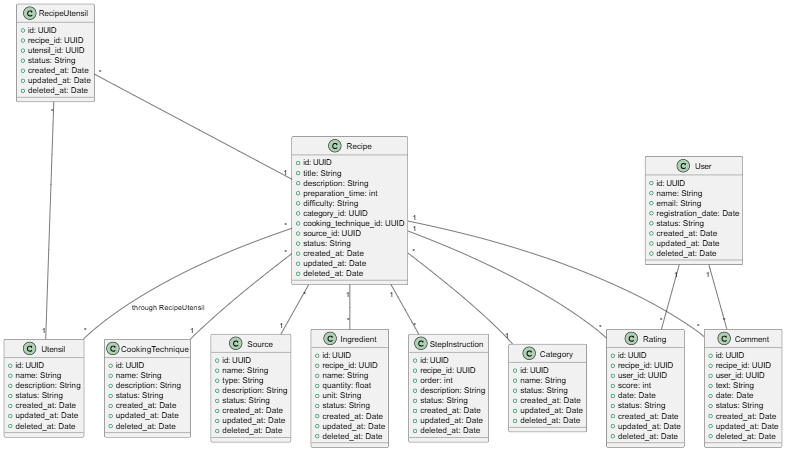 C RecipeUtensil
id: UUID
recipe_id: UUID
utensil_id: UUID
status: String
created_at: Date
updated_at: Date
deleted_at: Date
*
*
1
C Recipe
id: UUID
title: String
description: String
preparation_time: int
difficulty: String
category_id: UUID
cooking_technique_id: UUID
source_id: UUID
status: String
created_at: Date
updated_at: Date
deleted_at: Date
*
*
1
1
*
*
1
1
C User
id: UUID
name: String
email: String
registration_date: Date
status: String
created_at: Date
updated_at: Date
deleted_at: Date
1
1
through RecipeUtensil
1
*
1
1
*
*
1
*
*
*
*
C Utensil
id: UUID
name: String
description: String
status: String
created_at: Date
updated_at: Date
deleted_at: Date
C CookingTechnique
id: UUID
name: String
description: String
status: String
created_at: Date
updated_at: Date
deleted_at: Date
C Source
id: UUID
name: String
type: String
description: String
status: String
created_at: Date
updated_at: Date
deleted_at: Date
C Ingredient
id: UUID
recipe_id: UUID
name: String
quantity: float
unit: String
status: String
created_at: Date
updated_at: Date
deleted_at: Date
C StepInstruction
id: UUID
recipe_id: UUID
order: int
description: String
status: String
created_at: Date
updated_at: Date
deleted_at: Date
C Category
id: UUID
name: String
status: String
created_at: Date
updated_at: Date
deleted_at: Date
C Rating
id: UUID
recipe_id: UUID
user_id: UUID
score: int
date: Date
status: String
created_at: Date
updated_at: Date
deleted_at: Date
C Comment
id: UUID
recipe_id: UUID
user_id: UUID
text: String
date: Date
status: String
created_at: Date
updated_at: Date
deleted_at: Date